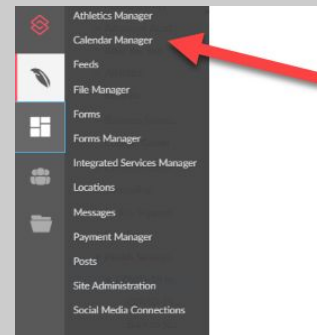 Athletics Manager
Calendar Manager
Feeds
File Manager
Forms
Forms Manager
Integrated Services Manager
Locations
Messages
Payment Manager
Posts
Site Administration
Social Media Connections